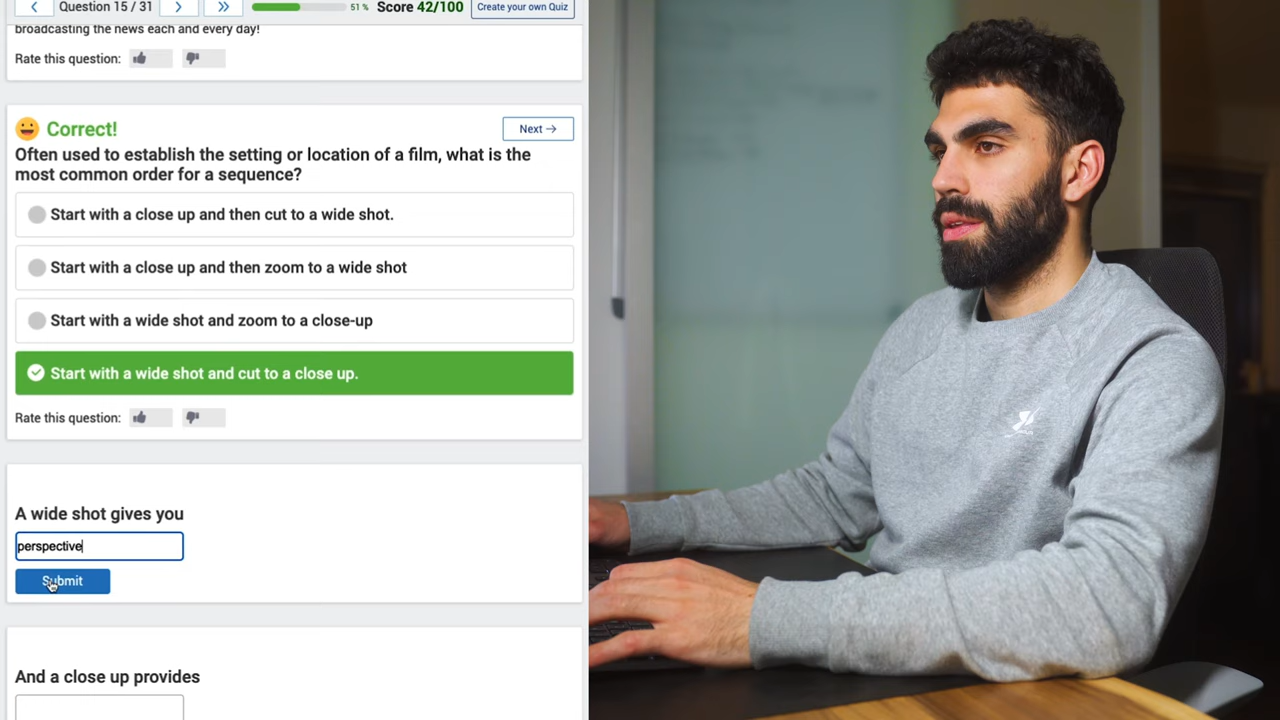 Question 15 / 31
51 %
Score 42/100
Create your own Quiz
broadcasting the news each and every day!
Rate this question:
Correct!
Next →
Often used to establish the setting or location of a film, what is the
most common order for a sequence?
Start with a close up and then cut to a wide shot.
Start with a close up and then zoom to a wide shot
Start with a wide shot and zoom to a close-up
Start with a wide shot and cut to a close up.
Rate this question:
A wide shot gives you
perspective
Submit
And a close up provides